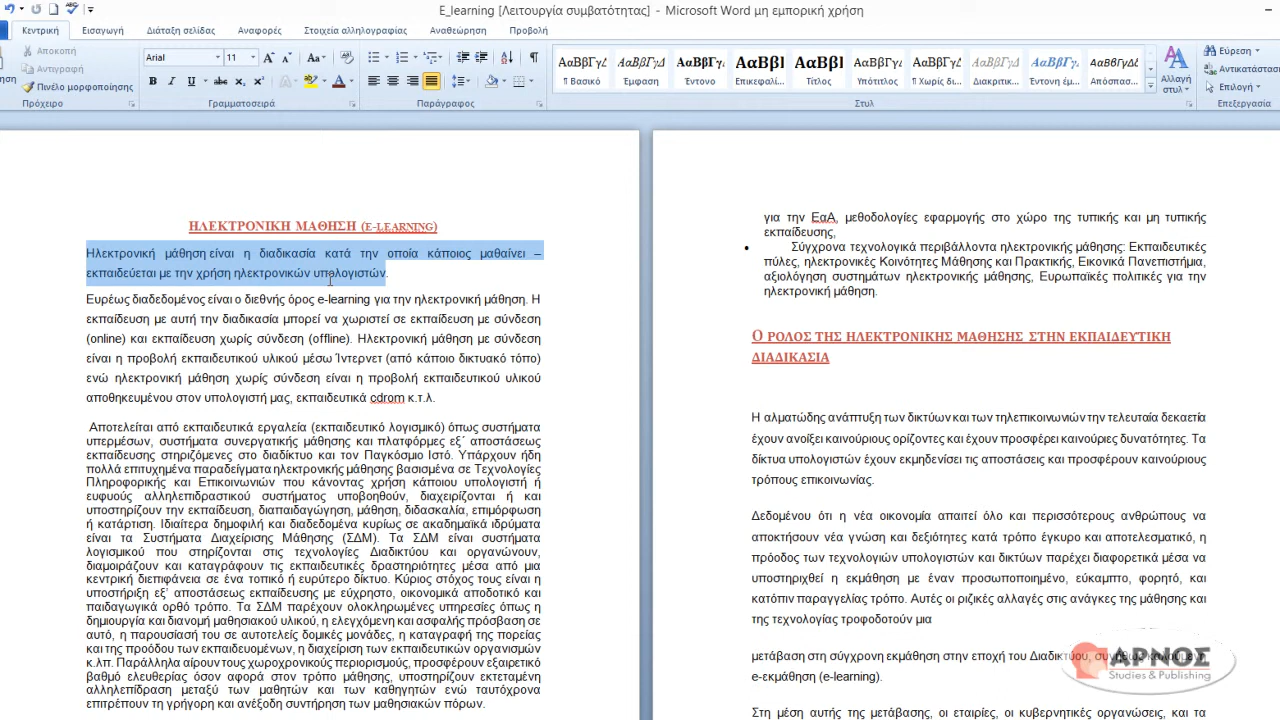 E_learning [Λειτουργία συμβατότητας] - Microsoft Word μη εμπορική χρήση
Κεντρική Εισαγωγή Διάταξη σελίδας Αναφορές Στοιχεία αλληλογραφίας Αναθεώρηση Προβολή
Αποκοπή
Αντιγραφή
Πινέλο μορφοποίησης
Πρόχειρο
Arial 11
Γραμματοσειρά
Παράγραφος
ΑαΒβΓγΔ ΑαΒβΓγΔ ΑαΒβΓγ ΑαΒβΙ ΑαΒβΙ ΑαΒβΓγΔ ΑαΒβΓγΔ ΑαΒβΓγΔ ΑαΒβΓγ ΑαΒβΓγΔδ
¶ Βασικό Έμφαση Έντονο Επικεφαλί... Τίτλος Υπότιτλος ¶ Χωρίς δι... Διακριτικ... Έντονη έμ... Απόσπασ...
Αλλαγή
στυλ
Στυλ
Εύρεση
Αντικατάσταση
Επιλογή
Επεξεργασία
ΗΛΕΚΤΡΟΝΙΚΗ ΜΑΘΗΣΗ (E-LEARNING)
Ηλεκτρονική μάθηση είναι η διαδικασία κατά την οποία κάποιος μαθαίνει –
εκπαιδεύεται με την χρήση ηλεκτρονικών υπολογιστών.
Ευρέως διαδεδομένος είναι ο διεθνής όρος e-learning για την ηλεκτρονική μάθηση. Η
εκπαίδευση με αυτή την διαδικασία μπορεί να χωριστεί σε εκπαίδευση με σύνδεση
(online) και εκπαίδευση χωρίς σύνδεση (offline). Ηλεκτρονική μάθηση με σύνδεση
είναι η προβολή εκπαιδευτικού υλικού μέσω Ίντερνετ (από κάποιο δικτυακό τόπο)
ενώ ηλεκτρονική μάθηση χωρίς σύνδεση είναι η προβολή εκπαιδευτικού υλικού
αποθηκευμένου στον υπολογιστή μας, εκπαιδευτικά cdrom κ.τ.λ.
Αποτελείται από εκπαιδευτικά εργαλεία (εκπαιδευτικό λογισμικό) όπως συστήματα
υπερμέσων, συστήματα συνεργατικής μάθησης και πλατφόρμες εξ΄ αποστάσεως
εκπαίδευσης στηριζόμενες στο διαδίκτυο και τον Παγκόσμιο Ιστό. Υπάρχουν ήδη
πολλά επιτυχημένα παραδείγματα ηλεκτρονικής μάθησης βασισμένα σε Τεχνολογίες
Πληροφορικής και Επικοινωνιών που κάνοντας χρήση κάποιου υπολογιστή ή
ευφυούς αλληλεπιδραστικού συστήματος υποβοηθούν, διαχειρίζονται ή και
υποστηρίζουν την εκπαίδευση, διαπαιδαγώγηση, μάθηση, διδασκαλία, επιμόρφωση
ή κατάρτιση. Ιδιαίτερα δημοφιλή και διαδεδομένα κυρίως σε ακαδημαϊκά ιδρύματα
είναι τα Συστήματα Διαχείρισης Μάθησης (ΣΔΜ). Τα ΣΔΜ είναι συστήματα
λογισμικού που στηρίζονται στις τεχνολογίες Διαδικτύου και οργανώνουν,
διαμοιράζουν και καταγράφουν τις εκπαιδευτικές δραστηριότητες μέσα από μια
κεντρική διεπιφάνεια σε ένα τοπικό ή ευρύτερο δίκτυο. Κύριος στόχος τους είναι η
υποστήριξη εξ' αποστάσεως εκπαίδευσης με εύχρηστο, οικονομικά αποδοτικό και
παιδαγωγικά ορθό τρόπο. Τα ΣΔΜ παρέχουν ολοκληρωμένες υπηρεσίες όπως η
δημιουργία και διανομή μαθησιακού υλικού, η ελεγχόμενη και ασφαλής πρόσβαση σε
αυτό, η παρουσίασή του σε αυτοτελείς δομικές μονάδες, η καταγραφή της πορείας
και της προόδου των εκπαιδευομένων, η διαχείριση των εκπαιδευτικών οργανισμών
κ.λπ. Παράλληλα αίρουν τους χωροχρονικούς περιορισμούς, προσφέρουν εξαιρετικό
βαθμό ελευθερίας όσον αφορά στον τρόπο μάθησης, υποστηρίζουν εκτεταμένη
αλληλεπίδραση μεταξύ των μαθητών και των καθηγητών ενώ ταυτόχρονα
επιτρέπουν τη γρήγορη και ανέξοδη συντήρηση των μαθησιακών πόρων.
για την ΕαΑ, μεθοδολογίες εφαρμογής στο χώρο της τυπικής και μη τυπικής
εκπαίδευσης,
• Σύγχρονα τεχνολογικά περιβάλλοντα ηλεκτρονικής μάθησης: Εκπαιδευτικές
πύλες, ηλεκτρονικές Κοινότητες Μάθησης και Πρακτικής, Εικονικά Πανεπιστήμια,
αξιολόγηση συστημάτων ηλεκτρονικής μάθησης, Ευρωπαϊκές πολιτικές για την
ηλεκτρονική μάθηση.
Ο ΡΟΛΟΣ ΤΗΣ ΗΛΕΚΤΡΟΝΙΚΗΣ ΜΑΘΗΣΗΣ ΣΤΗΝ ΕΚΠΑΙΔΕΥΤΙΚΗ
ΔΙΑΔΙΚΑΣΙΑ
Η αλματώδης ανάπτυξη των δικτύων και των τηλεπικοινωνιών την τελευταία δεκαετία
έχουν ανοίξει καινούριους ορίζοντες και έχουν προσφέρει καινούριες δυνατότητες. Τα
δίκτυα υπολογιστών έχουν εκμηδενίσει τις αποστάσεις και προσφέρουν καινούριους
τρόπους επικοινωνίας.
Δεδομένου ότι η νέα οικονομία απαιτεί όλο και περισσότερους ανθρώπους να
αποκτήσουν νέα γνώση και δεξιότητες κατά τρόπο έγκυρο και αποτελεσματικό, η
πρόοδος των τεχνολογιών υπολογιστών και δικτύων παρέχει διαφορετικά μέσα να
υποστηριχθεί η εκμάθηση με έναν προσωποποιημένο, εύκαμπτο, φορητό, και
κατόπιν παραγγελίας τρόπο. Αυτές οι ριζικές αλλαγές στις ανάγκες της μάθησης και
της τεχνολογίας τροφοδοτούν μια
μετάβαση στη σύγχρονη εκμάθηση στην εποχή του Διαδικτύου,
e-εκμάθηση (e-learning).
Στη μέση αυτής της μετάβασης, οι εταιρείες, οι κυβερνητικές οργανώσεις, και τα
ΑΡΝΟΣ
Studies & Publishing